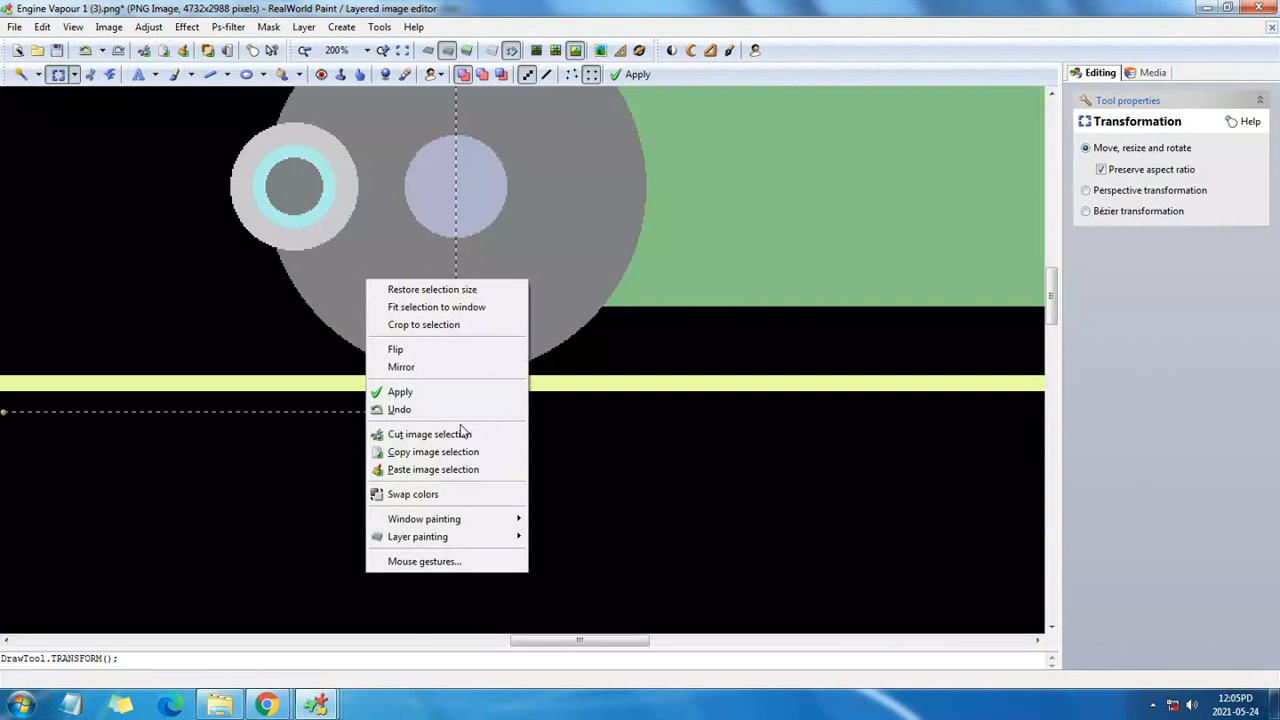 Engine Vapour 1 (3).png* (PNG Image, 4732x2988 pixels) - RealWorld Paint / Layered image editor
File Edit View Image Adjust Effect Ps-filter Mask Layer Create Tools Help
200%
Apply
Editing Media
Tool properties
Transformation Help
Move, resize and rotate
Preserve aspect ratio
Perspective transformation
Bézier transformation
Restore selection size
Fit selection to window
Crop to selection
Flip
Mirror
Apply
Undo
Cut image selection
Copy image selection
Paste image selection
Swap colors
Window painting
Layer painting
Mouse gestures...
DrawTool.TRANSFORM();
12:05PD
2021-05-24